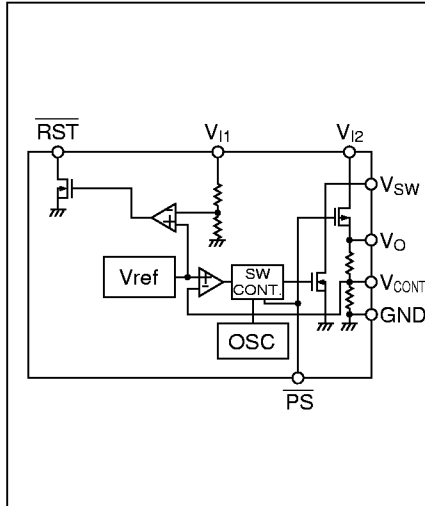 RST
VI1
VI2
VSW
VO
VCONT
GND
Vref
SW
CONT.
OSC
PS